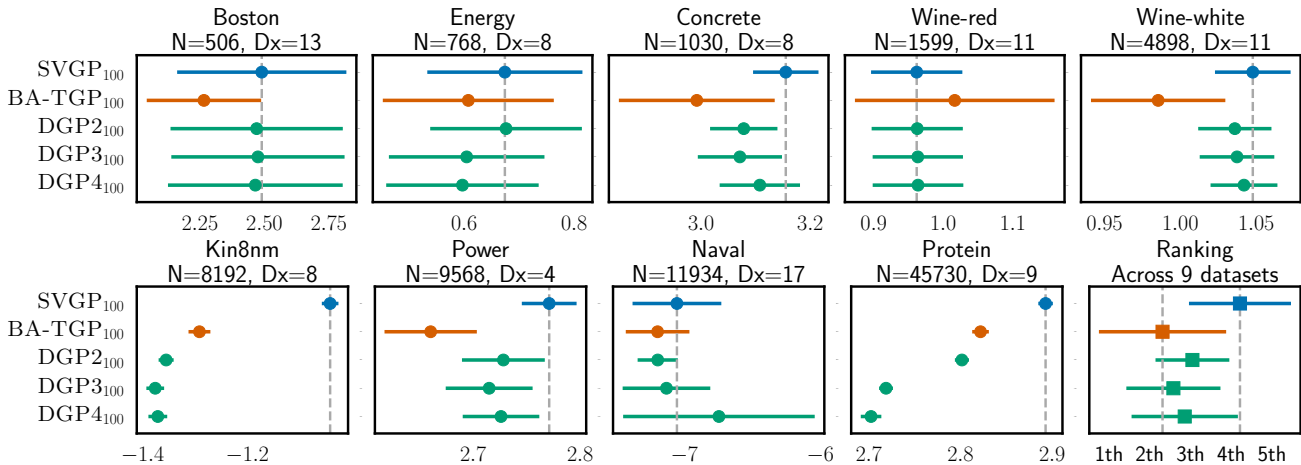 Boston
N=506, Dx=13
Energy
N=768, Dx=8
Concrete
N=1030, Dx=8
Wine-red
N=1599, Dx=11
Wine-white
N=4898, Dx=11
SVGP100
BA-TGP100
DGP2100
DGP3100
DGP4100
2.25 2.50 2.75
0.6 0.8
3.0 3.2
0.9 1.0 1.1
0.95 1.00 1.05
Kin8nm
N=8192, Dx=8
Power
N=9568, Dx=4
Naval
N=11934, Dx=17
Protein
N=45730, Dx=9
Ranking
Across 9 datasets
SVGP100
BA-TGP100
DGP2100
DGP3100
DGP4100
−1.4 −1.2
2.7 2.8
−7 −6
2.7 2.8 2.9
1th 2th 3th 4th 5th